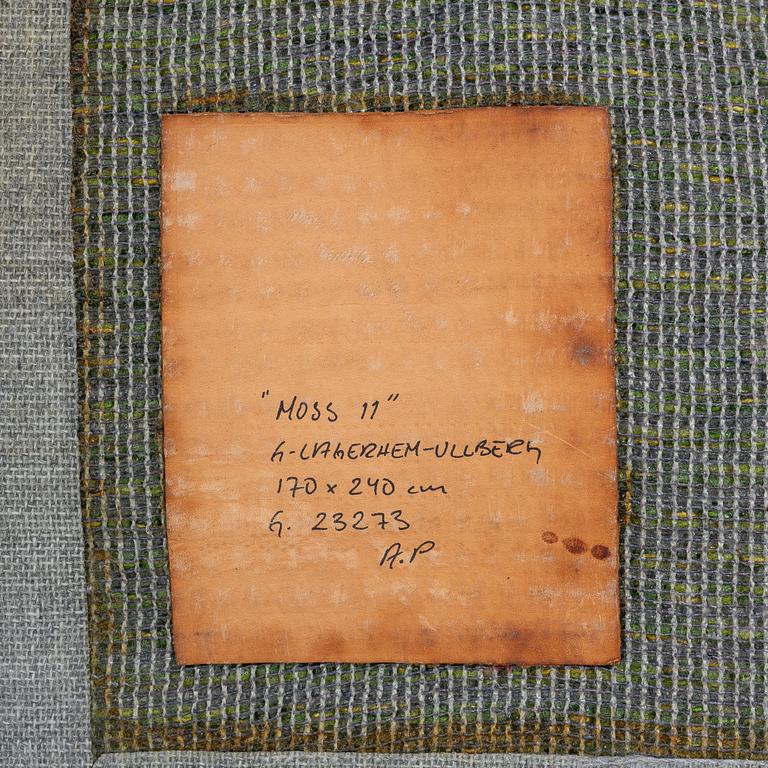 "MOSS 11"
G-LAGERHEM-ULLBERG
170 x 240 cm
G. 23273
A.P